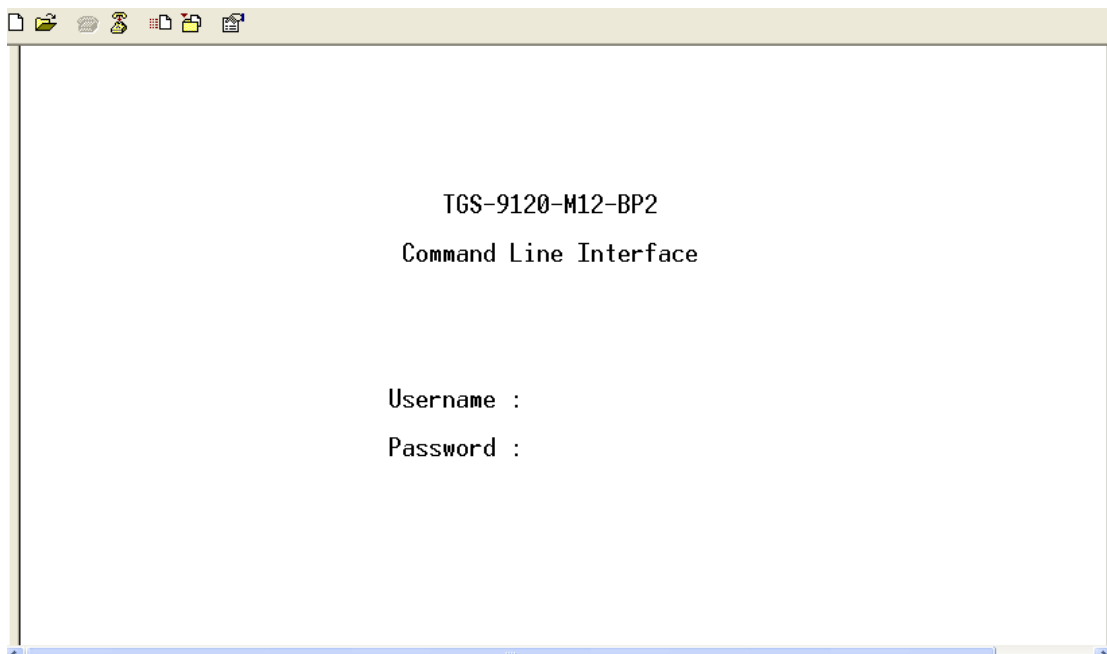 TGS-9120-M12-BP2
Command Line Interface
Username :
Password :